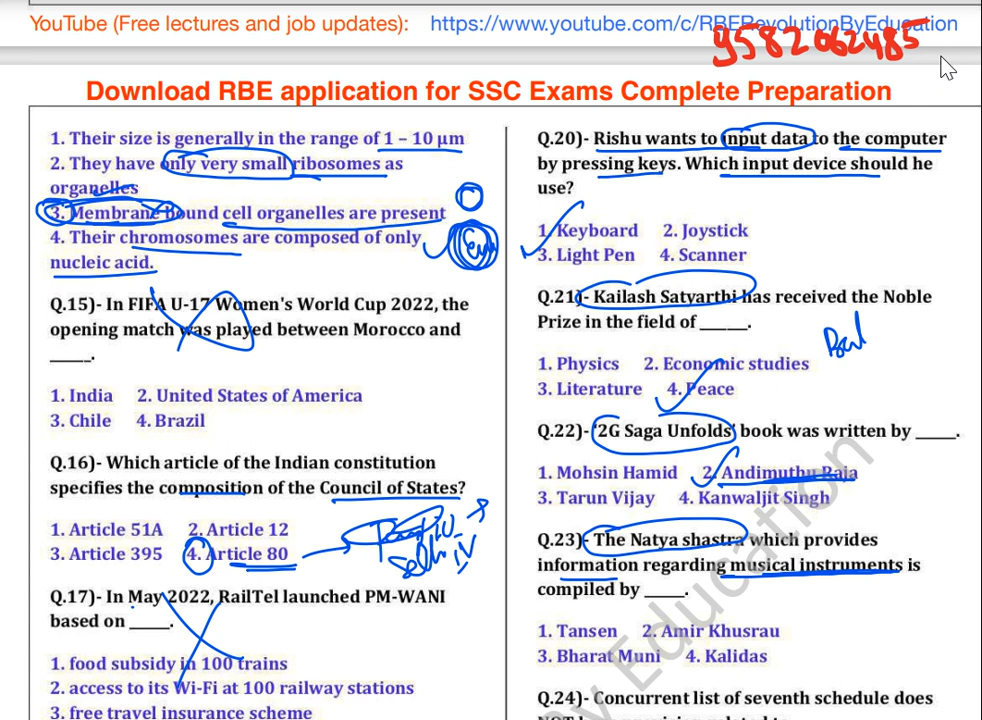 YouTube (Free lectures and job updates): https://www.youtube.com/c/RBERevolutionByEducation
9582062485
Download RBE application for SSC Exams Complete Preparation
1. Their size is generally in the range of 1 – 10 µm
2. They have only very small ribosomes as
organelles
3. Membrane bound cell organelles are present
4. Their chromosomes are composed of only
nucleic acid.
Q.15)- In FIFA U-17 Women's World Cup 2022, the
opening match was played between Morocco and
_____.
1. India 2. United States of America
3. Chile 4. Brazil
Q.16)- Which article of the Indian constitution
specifies the composition of the Council of States?
1. Article 51A 2. Article 12
3. Article 395 4. Article 80
Q.17)- In May 2022, RailTel launched PM-WANI
based on _____.
1. food subsidy in 100 trains
2. access to its Wi-Fi at 100 railway stations
3. free travel insurance scheme
Q.20)- Rishu wants to input data to the computer
by pressing keys. Which input device should he
use?
1. Keyboard 2. Joystick
3. Light Pen 4. Scanner
Q.21)- Kailash Satyarthi has received the Noble
Prize in the field of _____.
1. Physics 2. Economic studies
3. Literature 4. Peace
Q.22)- '2G Saga Unfolds' book was written by _____.
1. Mohsin Hamid 2. Andimuthu Raja
3. Tarun Vijay 4. Kanwaljit Singh
Q.23)- The Natya shastra which provides
information regarding musical instruments is
compiled by _____.
1. Tansen 2. Amir Khusrau
3. Bharat Muni 4. Kalidas
Q.24)- Concurrent list of seventh schedule does
y Education